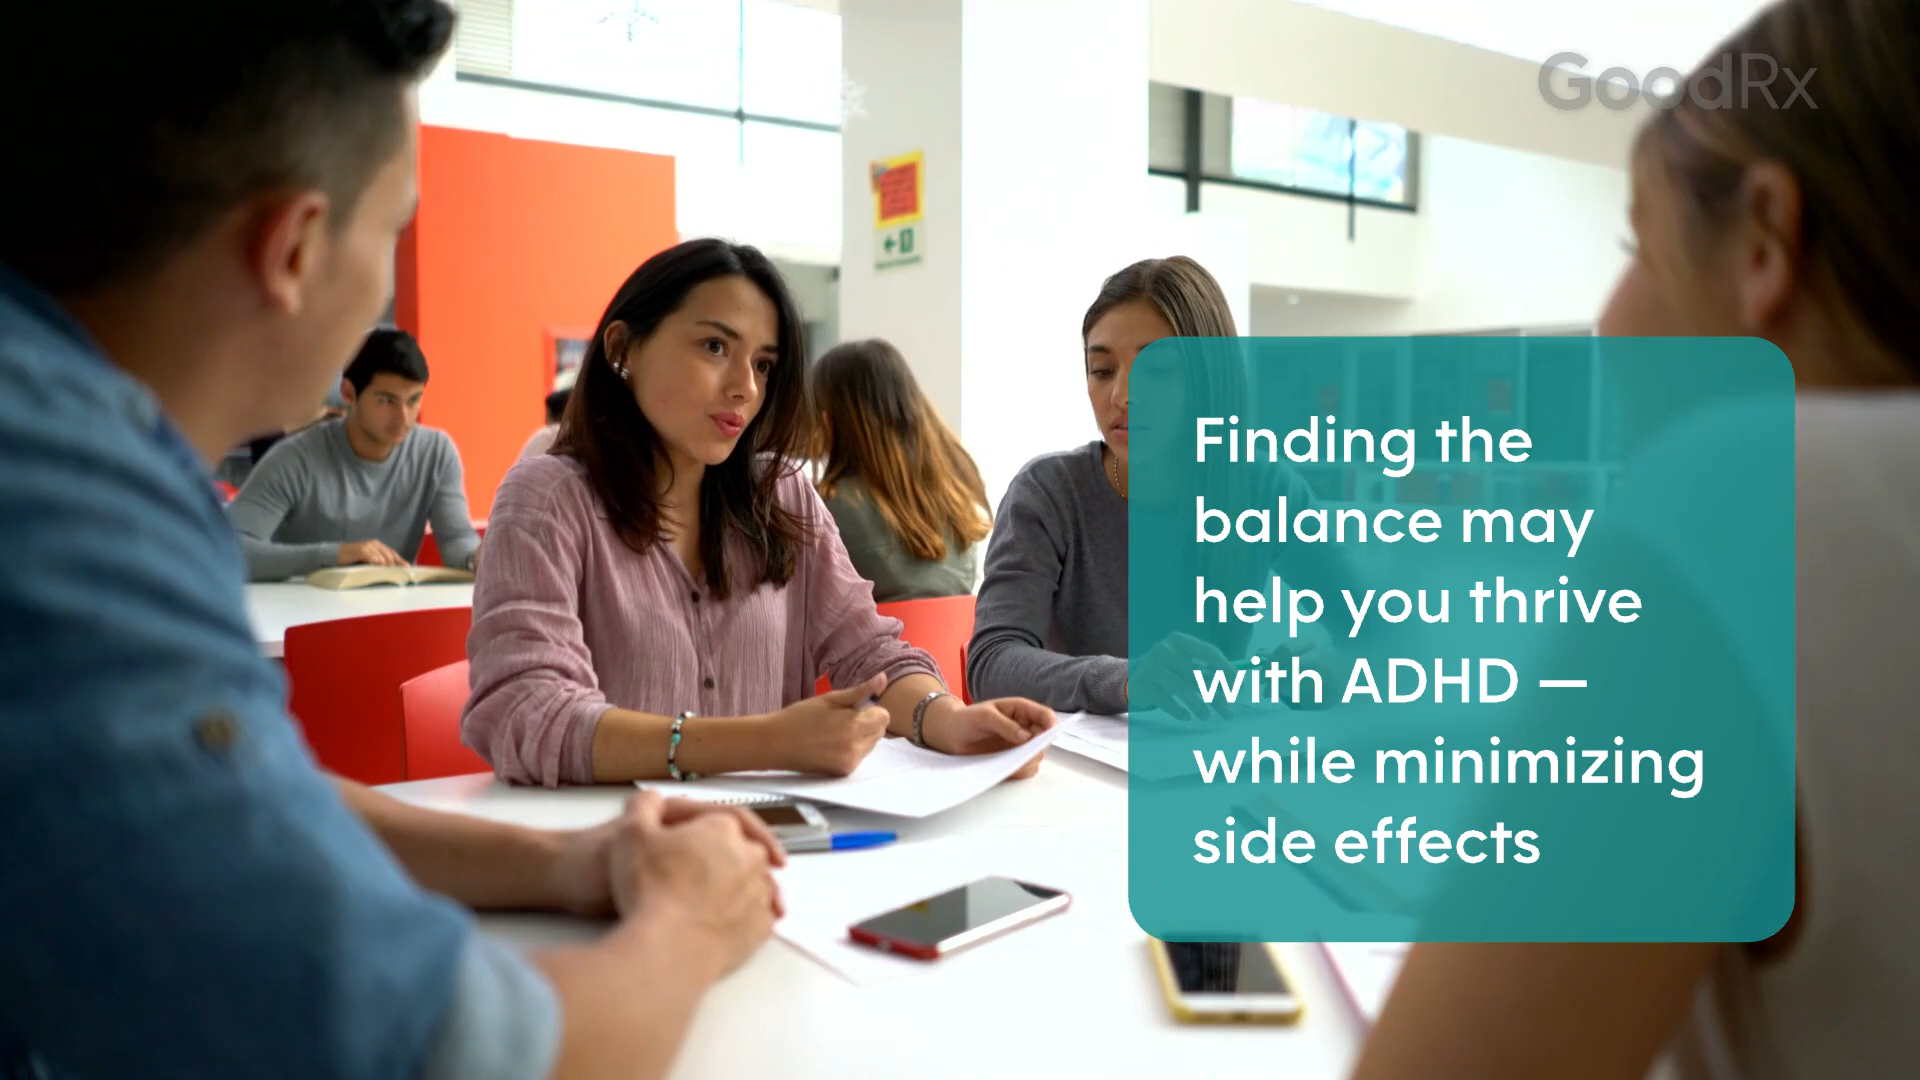 GoodRx
Finding the
balance may
help you thrive
with ADHD —
while minimizing
side effects